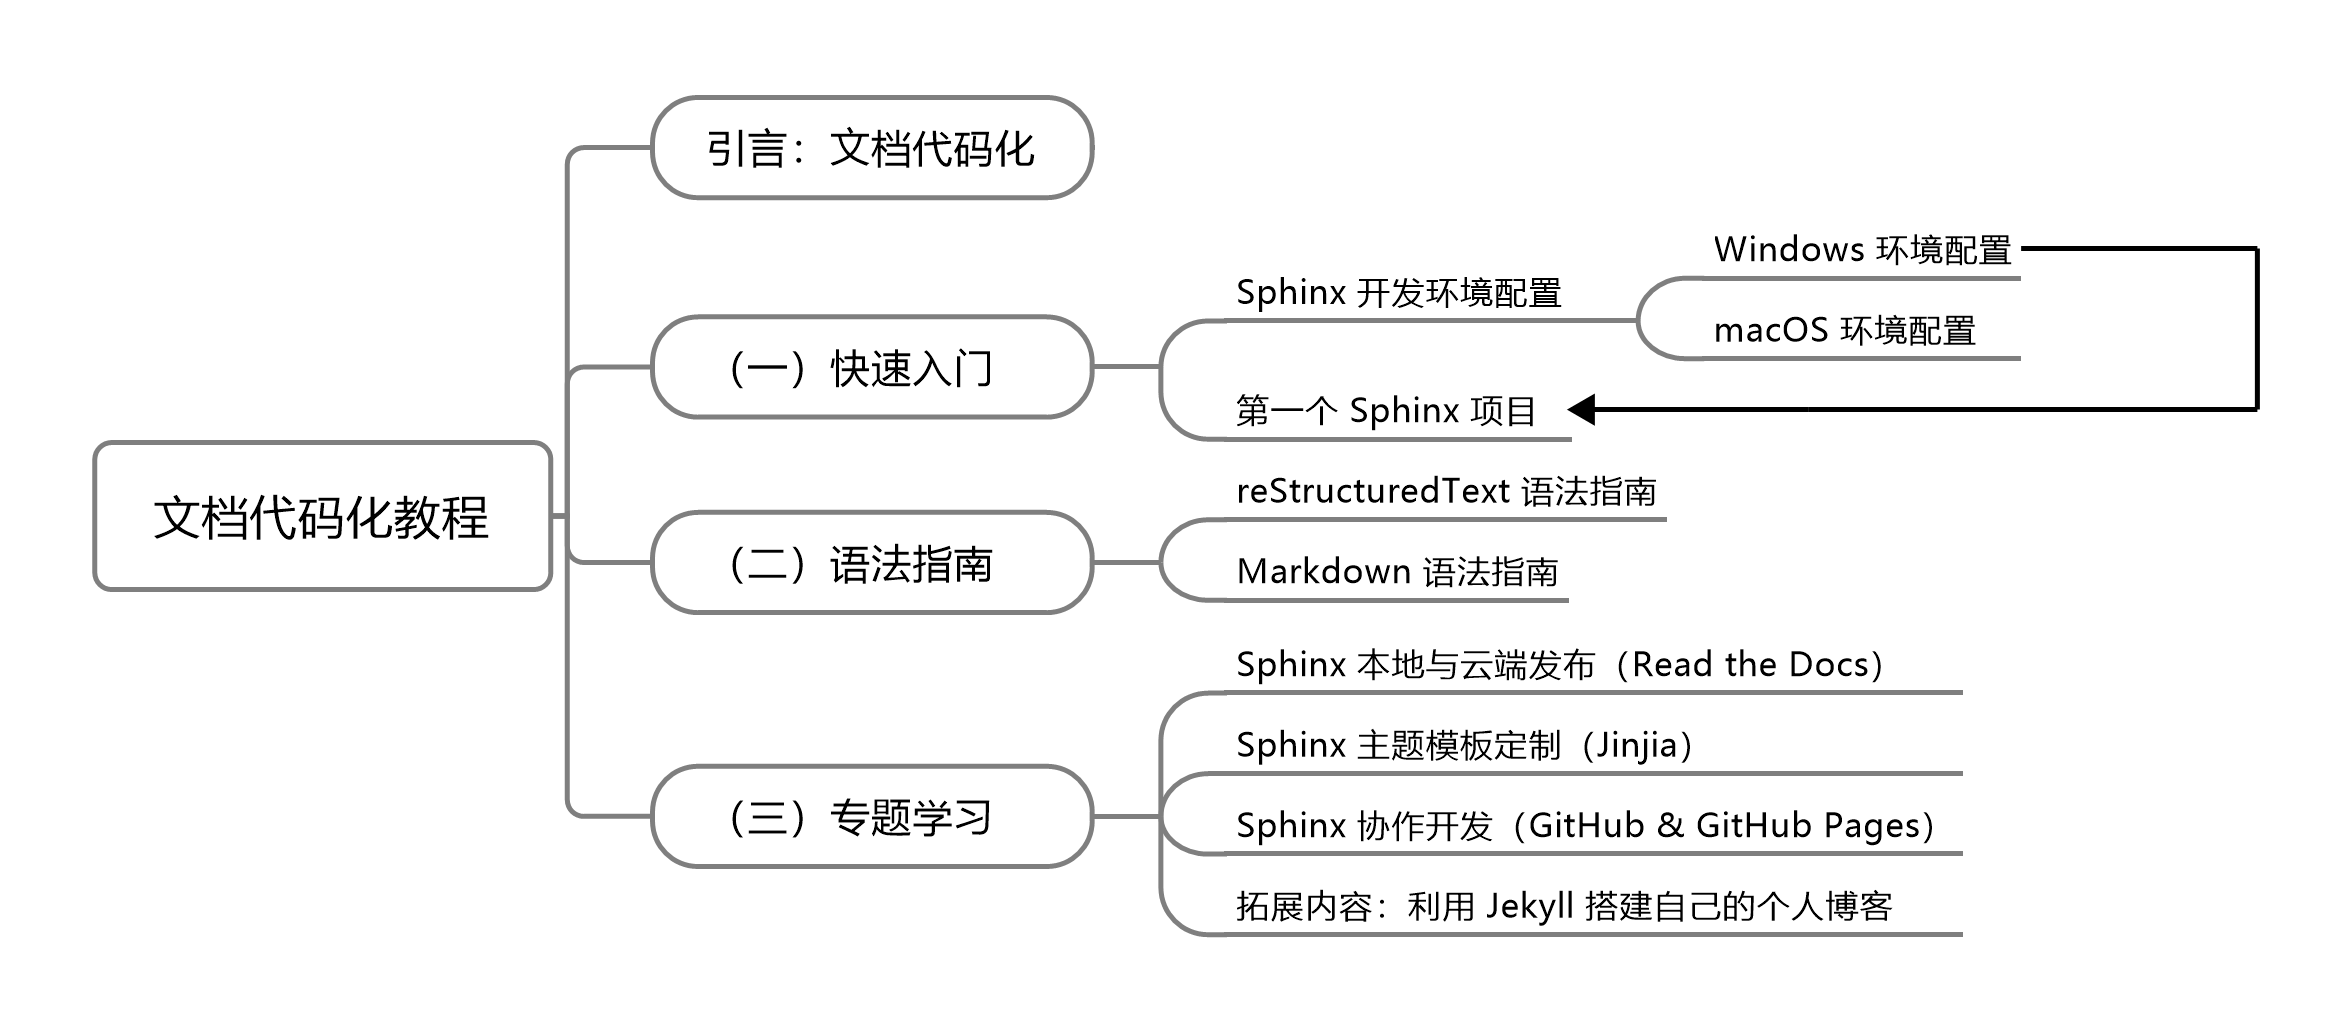 文档代码化教程
引言：文档代码化
（一）快速入门
Sphinx 开发环境配置
Windows 环境配置
macOS 环境配置
第一个 Sphinx 项目
（二）语法指南
reStructuredText 语法指南
Markdown 语法指南
（三）专题学习
Sphinx 本地与云端发布（Read the Docs）
Sphinx 主题模板定制（Jinjia）
Sphinx 协作开发（GitHub & GitHub Pages）
拓展内容：利用 Jekyll 搭建自己的个人博客